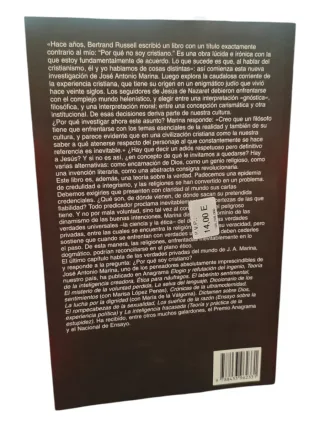 «Hace años, Bertrand Russell escribió un libro con un título exactamente
contrario al mío: "Por qué no soy cristiano." Es una obra lúcida e irónica con la
que estoy fundamentalmente de acuerdo. Lo que sucede es que, al hablar del
cristianismo, él y yo hablamos de cosas distintas»: así comienza esta nueva
investigación de José Antonio Marina. Luego explora la caudalosa corriente de
la experiencia cristiana, que tiene su origen en un enigmático judío que vivió
hace veinte siglos. Los seguidores de Jesús de Nazaret debieron enfrentarse
con el complejo mundo helenístico, y elegir entre una interpretación «gnóstica»,
filosófica, y una interpretación moral; entre una concepción carismática y otra
institucional. De esas decisiones deriva parte de nuestra cultura.
¿Por qué investigar ahora este asunto? Marina responde: «Creo que un filósofo
tiene que enfrentarse con los temas esenciales de la realidad y también de su
cultura, y parece evidente que en una civilización cristiana como la nuestra
saber a qué atenerse respecto del personaje al que constantemente se hace
referencia es inevitable.» ¿Hay que decir un adiós respetuoso pero definitivo
a Jesús? Y si no es así, ¿en concepto de qué le invitamos a quedarse? Hay
varias alternativas: como encarnación de Dios, como un genio religioso, como
una invención literaria, como una abstracta consigna revolucionaria.
Este libro es, además, una teoría sobre la verdad. Padecemos una epidemia
de credulidad e integrismo, y las religiones se han convertido en un problema.
Debemos exigirles que presenten con claridad al mundo sus cartas
credenciales. ¿Qué son, de dónde vienen, de dónde sacan su pretendida
fiabilidad? Todo predicador proclama inevitablemente
tiene. Y no por mala voluntad, sino
dinamismo de las buenas intenciones. Marina
verdades universales –la ciencia y la ética– del
privadas, entre las cuales se encuentra la religión
sostiene que cuando se enfrentan con verdades
el paso. De esta manera, las religiones, enfrentadas
dogmático, podrían reconciliarse en el plano ético.
El último capítulo habla de las verdades privadas del mundo de J. A. Marina,
y responde a la pregunta: ¿Por qué soy cristiano?
José Antonio Marina, uno de los pensadores absolutamente imprescindibles de
nuestro país, ha publicado en Anagrama Elogio y refutación del ingenio, Teoría
de la inteligencia creadora, Ética para náufragos, El laberinto sentimental,
El misterio de la voluntad perdida, La selva del lenguaje, Diccionario de los
sentimientos (con Marisa López Penas), Crónicas de la ultramodernidad,
La lucha por la dignidad (con María de la Válgoma), Dictamen sobre Dios,
El rompecabezas de la sexualidad, Los sueños de la razón (Ensayo sobre la
experiencia política) y La inteligencia fracasada (Teoría y práctica de la
estupidez). Ha recibido, entre otros muchos galardones, el Premio Anagrama
y el Nacional de Ensayo.
14,00 E